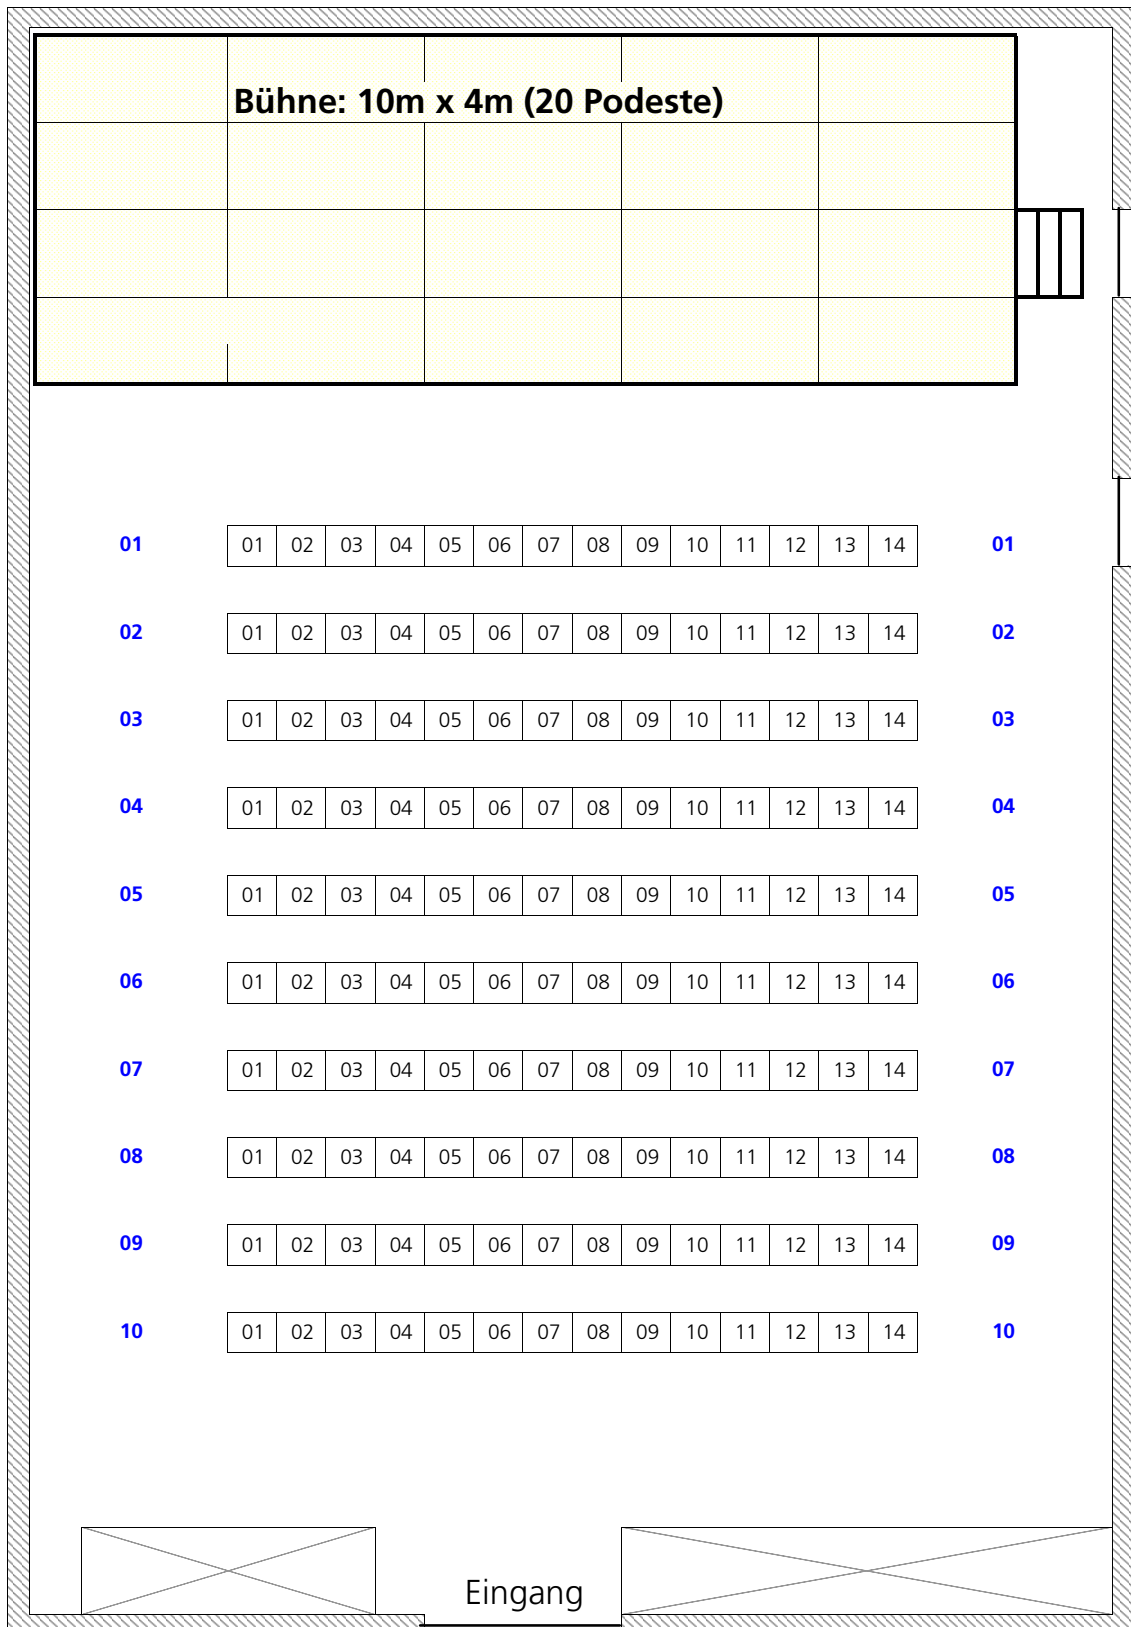 Bühne: 10m x 4m (20 Podeste)
01 01 02 03 04 05 06 07 08 09 10 11 12 13 14 01
02 01 02 03 04 05 06 07 08 09 10 11 12 13 14 02
03 01 02 03 04 05 06 07 08 09 10 11 12 13 14 03
04 01 02 03 04 05 06 07 08 09 10 11 12 13 14 04
05 01 02 03 04 05 06 07 08 09 10 11 12 13 14 05
06 01 02 03 04 05 06 07 08 09 10 11 12 13 14 06
07 01 02 03 04 05 06 07 08 09 10 11 12 13 14 07
08 01 02 03 04 05 06 07 08 09 10 11 12 13 14 08
09 01 02 03 04 05 06 07 08 09 10 11 12 13 14 09
10 01 02 03 04 05 06 07 08 09 10 11 12 13 14 10
Eingang